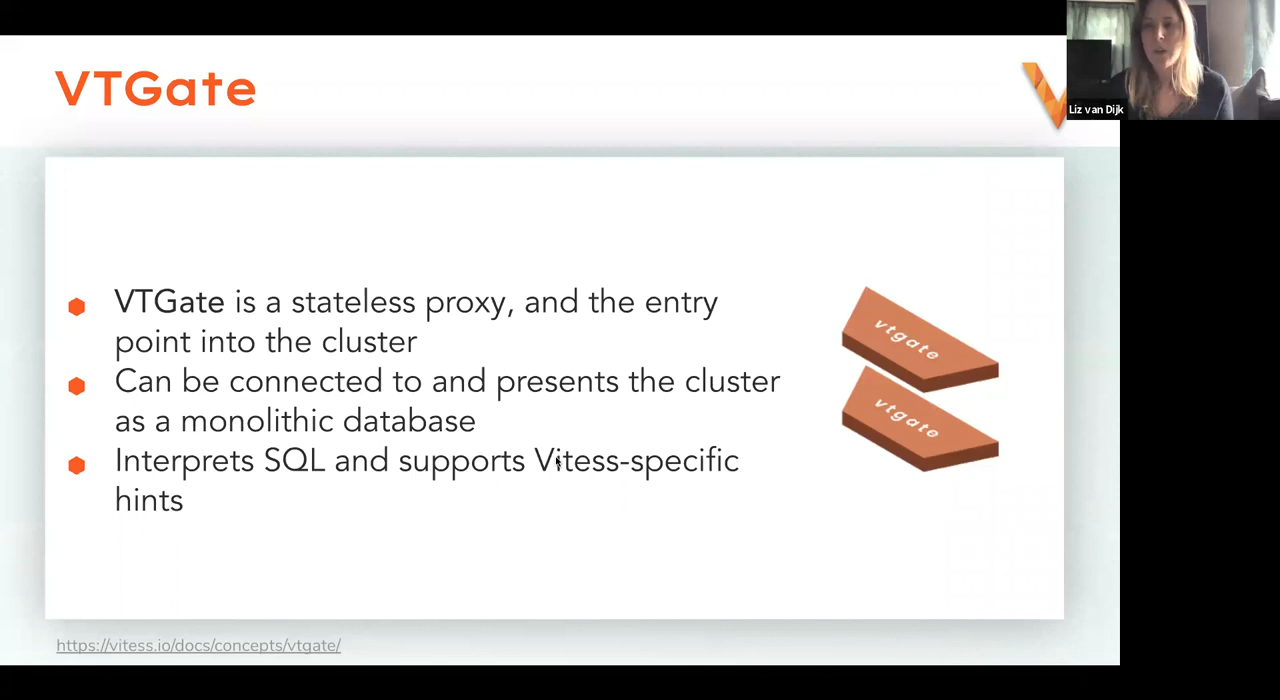 VTGate
Liz van Dijk
VTGate is a stateless proxy, and the entry
point into the cluster
Can be connected to and presents the cluster
as a monolithic database
Interprets SQL and supports Vitess-specific
hints
vtgate
vtgate
https://vitess.io/docs/concepts/vtgate/